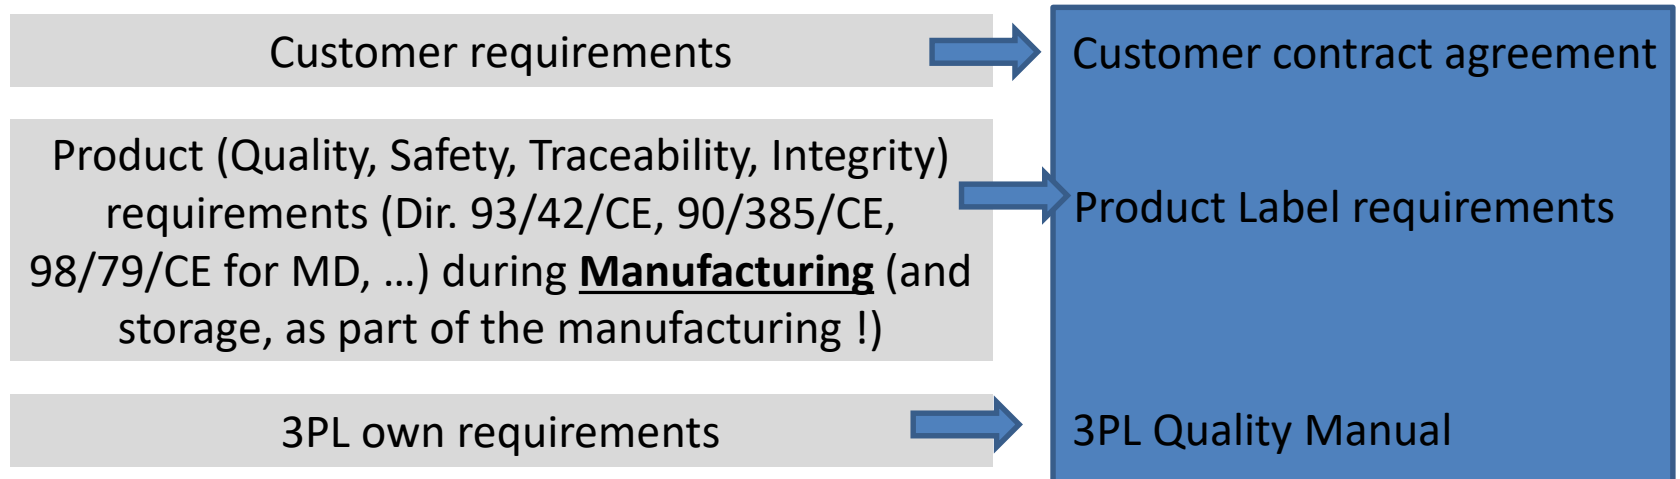 Customer requirements
Customer contract agreement
Product (Quality, Safety, Traceability, Integrity)
requirements (Dir. 93/42/CE, 90/385/CE,
98/79/CE for MD, …) during Manufacturing (and
storage, as part of the manufacturing !)
Product Label requirements
3PL own requirements
3PL Quality Manual